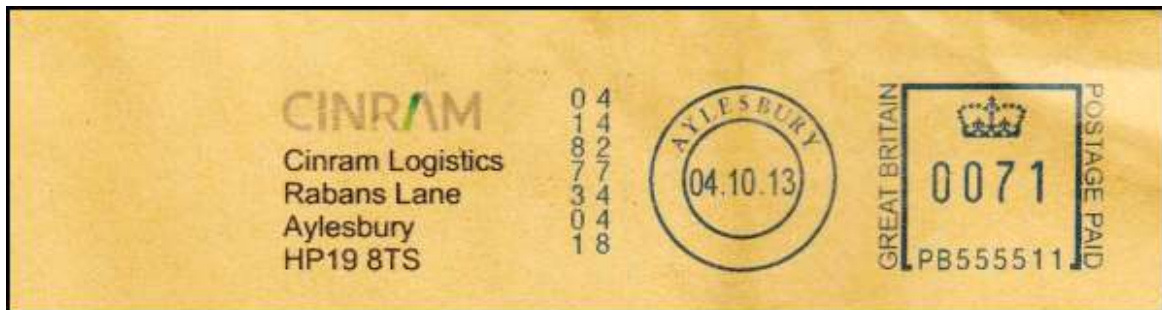 CINRAM
Cinram Logistics
Rabans Lane
Aylesbury
HP19 8TS
0 4
1 4
8 2
7 7
3 4
0 4
1 8
AYLESBURY
04.10.13
GREAT BRITAIN
0071
PB555511
POSTAGE PAID